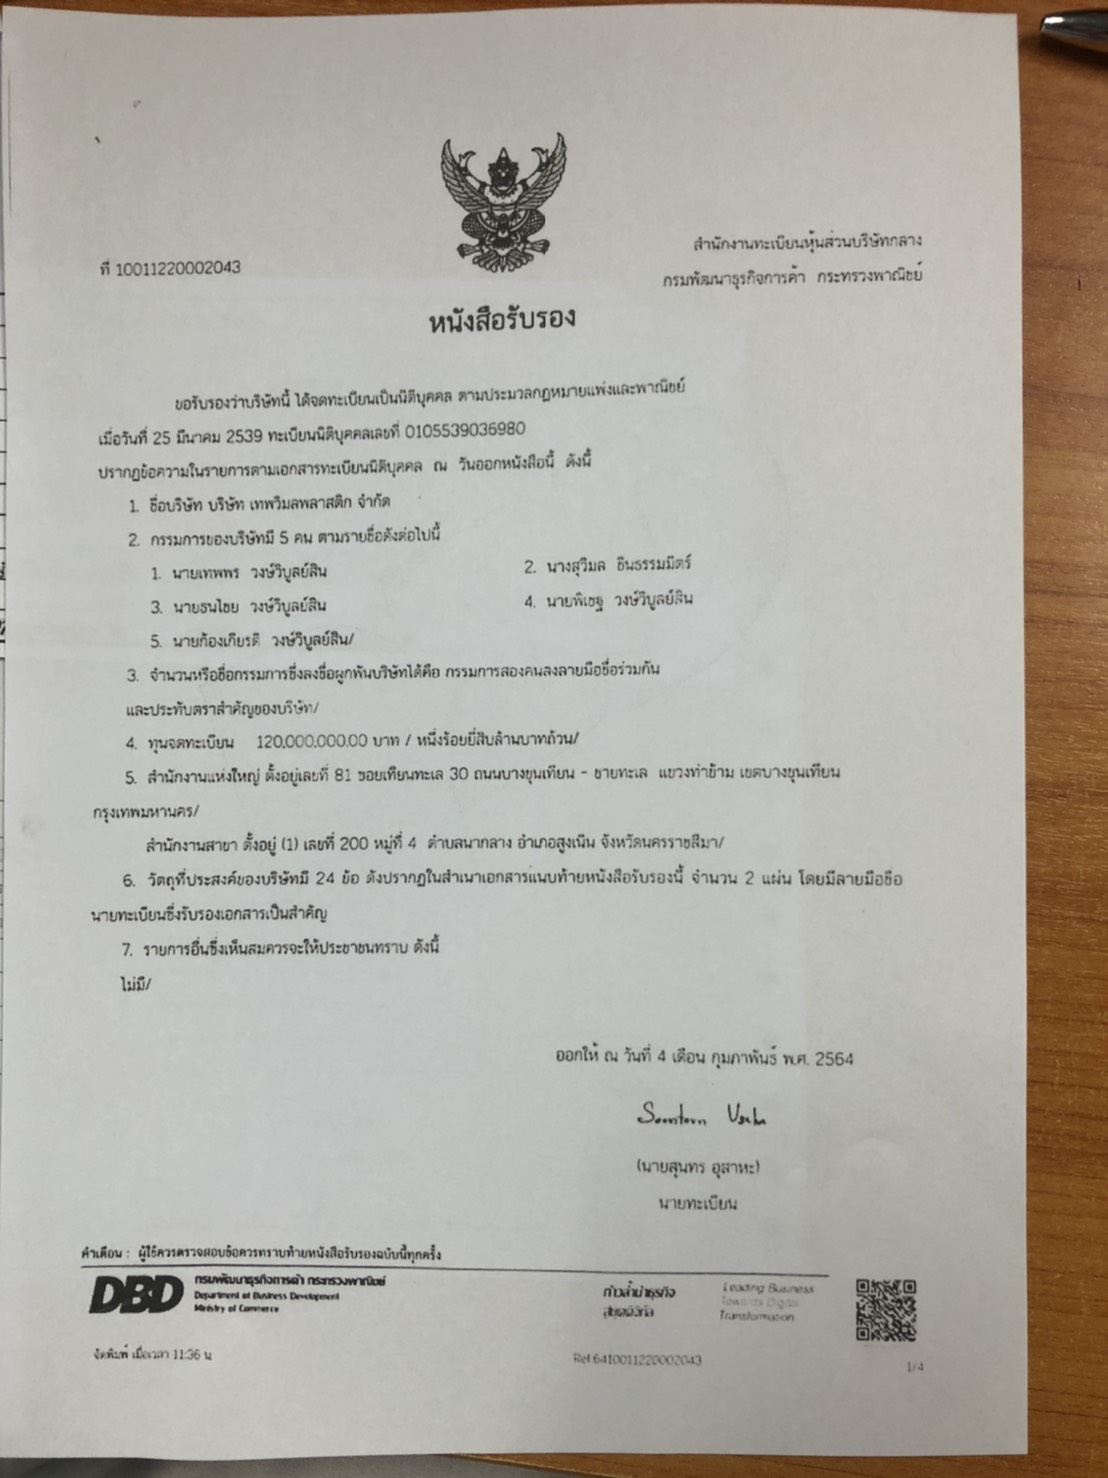 ที่ 10011220002043
สำนักงานทะเบียนหุ้นส่วนบริษัทกลาง
กรมพัฒนาธุรกิจการค้า กระทรวงพาณิชย์
หนังสือรับรอง
ขอรับรองว่าบริษัทนี้ ได้จดทะเบียนเป็นนิติบุคคล ตามประมวลกฎหมายแพ่งและพาณิชย์
เมื่อวันที่ 25 มีนาคม 2539 ทะเบียนนิติบุคคลเลขที่ 0105539036980
ปรากฏข้อความในรายการตามเอกสารทะเบียนนิติบุคคล ณ วันออกหนังสือนี้ ดังนี้
1. ชื่อบริษัท บริษัท เทพวิมลพลาสติก จำกัด
2. กรรมการของบริษัทมี 5 คน ตามรายชื่อดังต่อไปนี้
1. นายเทพพร วงษ์วิบูลย์สิน 2. นางสุวิมล ชินธรรมมิตร์
3. นายธนไชย วงษ์วิบูลย์สิน 4. นายพิเชฐ วงษ์วิบูลย์สิน
5. นายก้องเกียรติ วงษ์วิบูลย์สิน/
3. จำนวนหรือชื่อกรรมการซึ่งลงชื่อผูกพันบริษัทได้คือ กรรมการสองคนลงลายมือชื่อร่วมกัน
และประทับตราสำคัญของบริษัท/
4. ทุนจดทะเบียน 120,000,000.00 บาท / หนึ่งร้อยยี่สิบล้านบาทถ้วน/
5. สำนักงานแห่งใหญ่ ตั้งอยู่เลขที่ 81 ซอยเทียนทะเล 30 ถนนบางขุนเทียน - ชายทะเล แขวงท่าข้าม เขตบางขุนเทียน
กรุงเทพมหานคร/
สำนักงานสาขา ตั้งอยู่ (1) เลขที่ 200 หมู่ที่ 4 ตำบลนากลาง อำเภอสูงเนิน จังหวัดนครราชสีมา/
6. วัตถุที่ประสงค์ของบริษัทมี 24 ข้อ ดังปรากฏในสำเนาเอกสารแนบท้ายหนังสือรับรองนี้ จำนวน 2 แผ่น โดยมีลายมือชื่อ
นายทะเบียนซึ่งรับรองเอกสารเป็นสำคัญ
7. รายการอื่นซึ่งเห็นสมควรจะให้ประชาชนทราบ ดังนี้
ไม่มี/
ออกให้ ณ วันที่ 4 เดือน กุมภาพันธ์ พ.ศ. 2564
(นายสุนทร อุสาหะ)
นายทะเบียน
คำเตือน : ผู้ใช้ควรตรวจสอบข้อควรทราบท้ายหนังสือรับรองฉบับนี้ทุกครั้ง
DBD
กรมพัฒนาธุรกิจการค้า กระทรวงพาณิชย์
Department of Business Development
Ministry of Commerce
ก้าวล้ำนำธุรกิจ
สู่ยุคดิจิทัล
Leading Business
Towards Digital
Transformation
จัดพิมพ์ เมื่อเวลา 11:36 น
Ref:6410011220002043
1/4